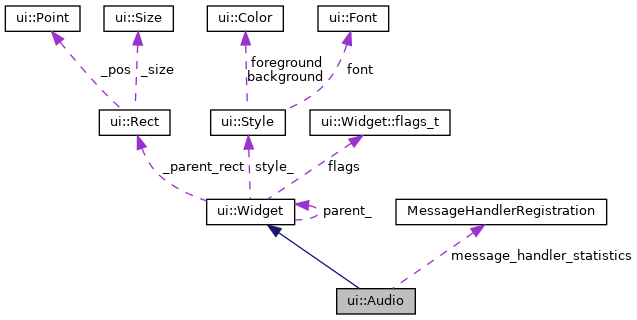 ui::Point
ui::Size
ui::Color
ui::Font
_pos
_size
foreground
background
font
ui::Rect
ui::Style
ui::Widget::flags_t
_parent_rect
style_
flags
ui::Widget
parent_
MessageHandlerRegistration
message_handler_statistics
ui::Audio